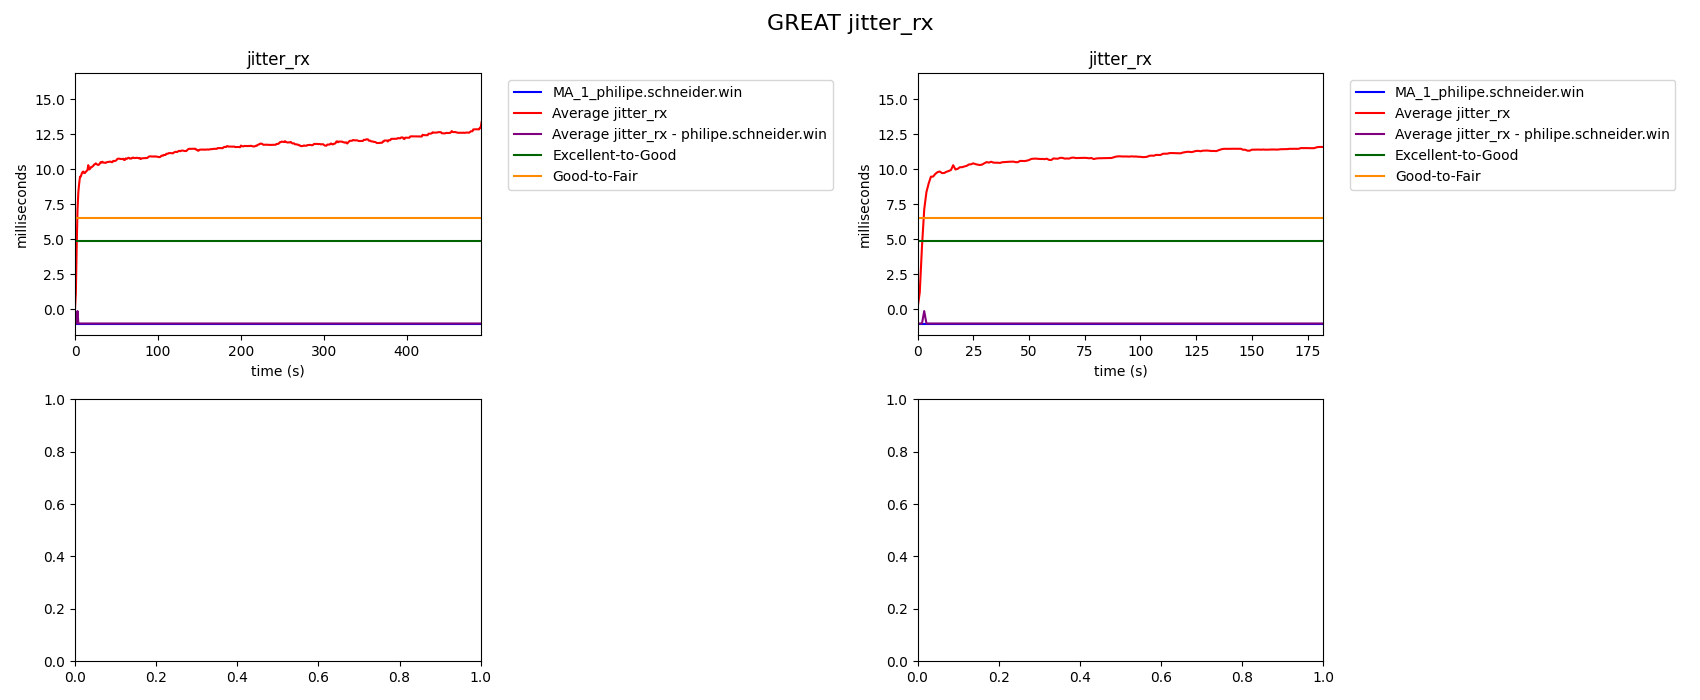 GREAT jitter_rx
jitter_rx
milliseconds
15.0
12.5
10.0
7.5
5.0
2.5
0.0
0 100 200 300 400
time (s)
MA_1_philipe.schneider.win
Average jitter_rx
Average jitter_rx - philipe.schneider.win
Excellent-to-Good
Good-to-Fair
jitter_rx
milliseconds
15.0
12.5
10.0
7.5
5.0
2.5
0.0
0 25 50 75 100 125 150 175
time (s)
MA_1_philipe.schneider.win
Average jitter_rx
Average jitter_rx - philipe.schneider.win
Excellent-to-Good
Good-to-Fair
1.0
0.8
0.6
0.4
0.2
0.0
0.0 0.2 0.4 0.6 0.8 1.0
1.0
0.8
0.6
0.4
0.2
0.0
0.0 0.2 0.4 0.6 0.8 1.0